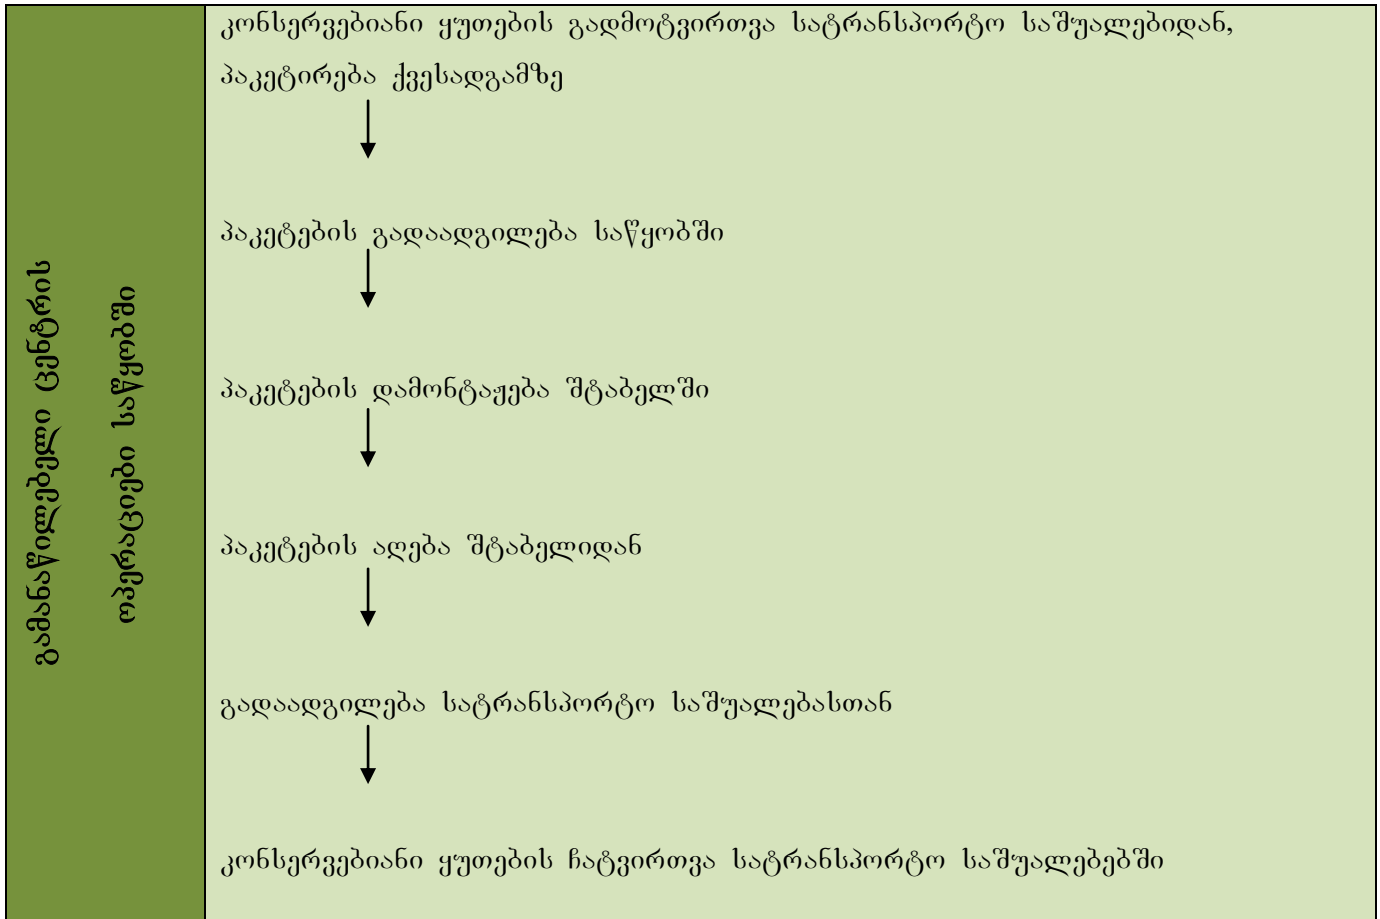 გამანაწილებელი ცენტრის
ოპერაციები საწყობში
კონსერვებიანი ყუთების გადმოტვირთვა სატრანსპორტო საშუალებიდან,
პაკეტირება ქვესადგამზე
პაკეტების გადაადგილება საწყობში
პაკეტების დამონტაჟება შტაბელში
პაკეტების აღება შტაბელიდან
გადაადგილება სატრანსპორტო საშუალებასთან
კონსერვებიანი ყუთების ჩატვირთვა სატრანსპორტო საშუალებებში